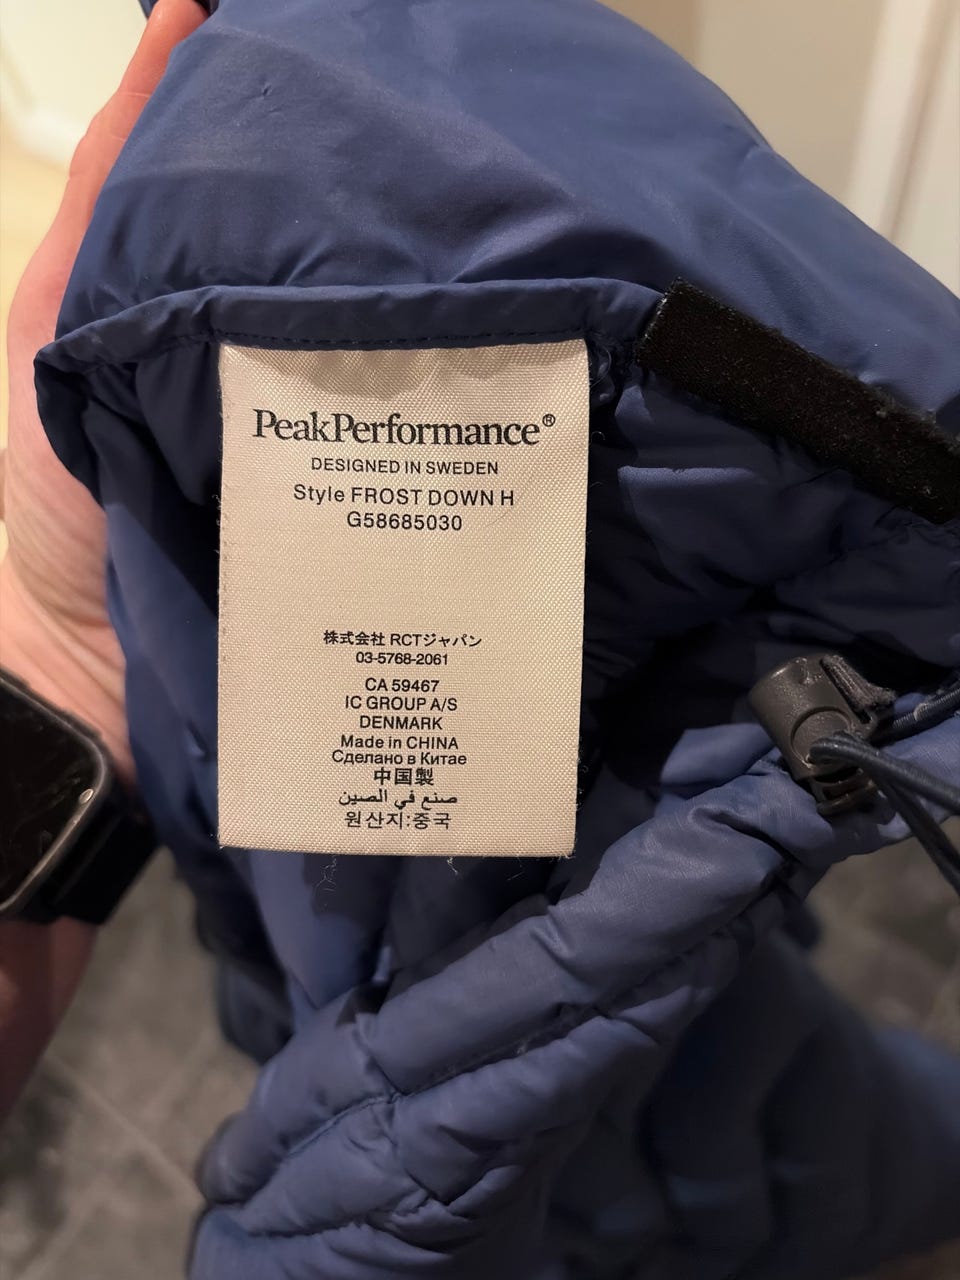 PeakPerformance®
DESIGNED IN SWEDEN
Style FROST DOWN H
G58685030
株式会社 RCTジャパン
03-5768-2061
CA 59467
IC GROUP A/S
DENMARK
Made in CHINA
Сделано в Китае
中国製
صنع في الصين
원산지:중국